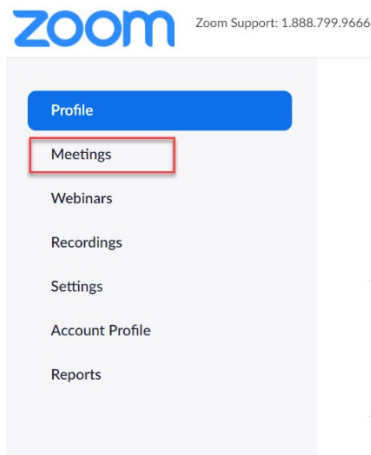 zoom
Zoom Support: 1.888.799.9666
Profile
Meetings
Webinars
Recordings
Settings
Account Profile
Reports